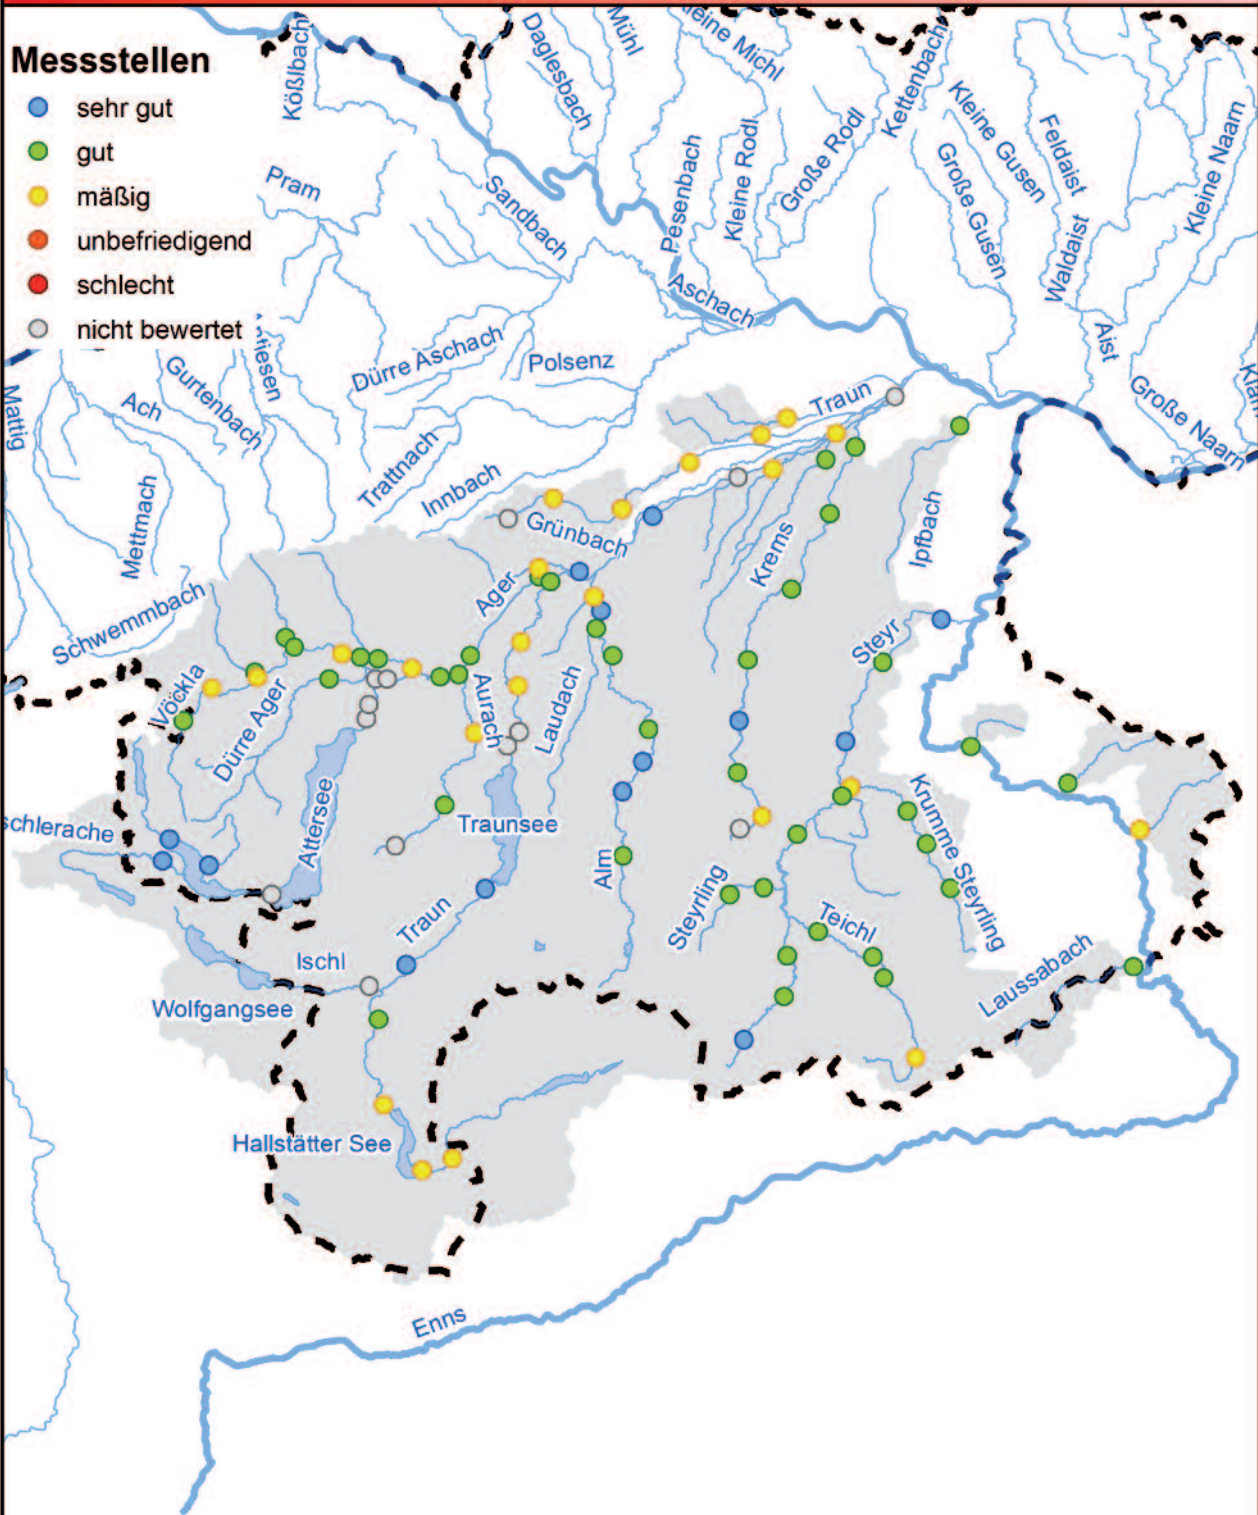 Messstellen
sehr gut
gut
mäßig
unbefriedigend
schlecht
nicht bewertet
Kößlbach
Daglesbach
Mühl
Kleine Michl
Kettenbach
Kleine Gusen
Feldaist
Kleine Naarn
Pram
Sandbach
Pesenbach
Kleine Rodl
Große Rodl
Große Gusen
Waldaist
Aschach
Aist
Große Naarn
Dürre Aschach
Polsenz
Gurtenbach
Ach
Mattig
Traun
Trattnach
Innbach
Mettmach
Grünbach
Krems
Ipfbach
Ager
Schwemmbach
Steyr
Vöckla
Dürre Ager
Aurach
Laudach
Attersee
Traunsee
Alm
Krumme Steyrling
Steyrling
Teichl
Traun
Ischl
Laussabach
Wolfgangsee
Hallstätter See
Enns